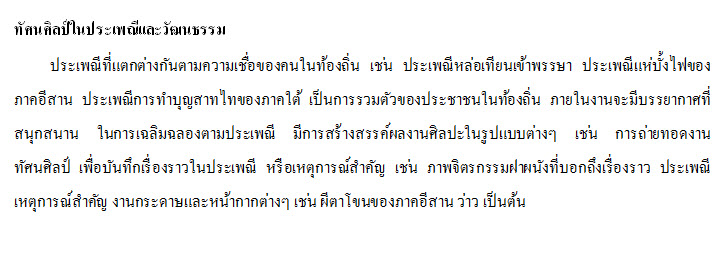 ทัศนศิลป์ในประเพณีและวัฒนธรรม
ประเพณีที่แตกต่างกันตามความเชื่อของคนในท้องถิ่น เช่น ประเพณีหล่อเทียนเข้าพรรษา ประเพณีแห่บั้งไฟของ
ภาคอีสาน ประเพณีการทำบุญสาทไทของภาคใต้ เป็นการรวมตัวของประชาชนในท้องถิ่น ภายในงานจะมีบรรยากาศที่
สนุกสนาน ในการเฉลิมฉลองตามประเพณี มีการสร้างสรรค์ผลงานศิลปะในรูปแบบต่างๆ เช่น การถ่ายทอดงาน
ทัศนศิลป์ เพื่อบันทึกเรื่องราวในประเพณี หรือเหตุการณ์สำคัญ เช่น ภาพจิตรกรรมฝาผนังที่บอกถึงเรื่องราว ประเพณี
เหตุการณ์สำคัญ งานกระดาษและหน้ากากต่างๆ เช่น ผีตาโขนของภาคอีสาน ว่าว เป็นต้น